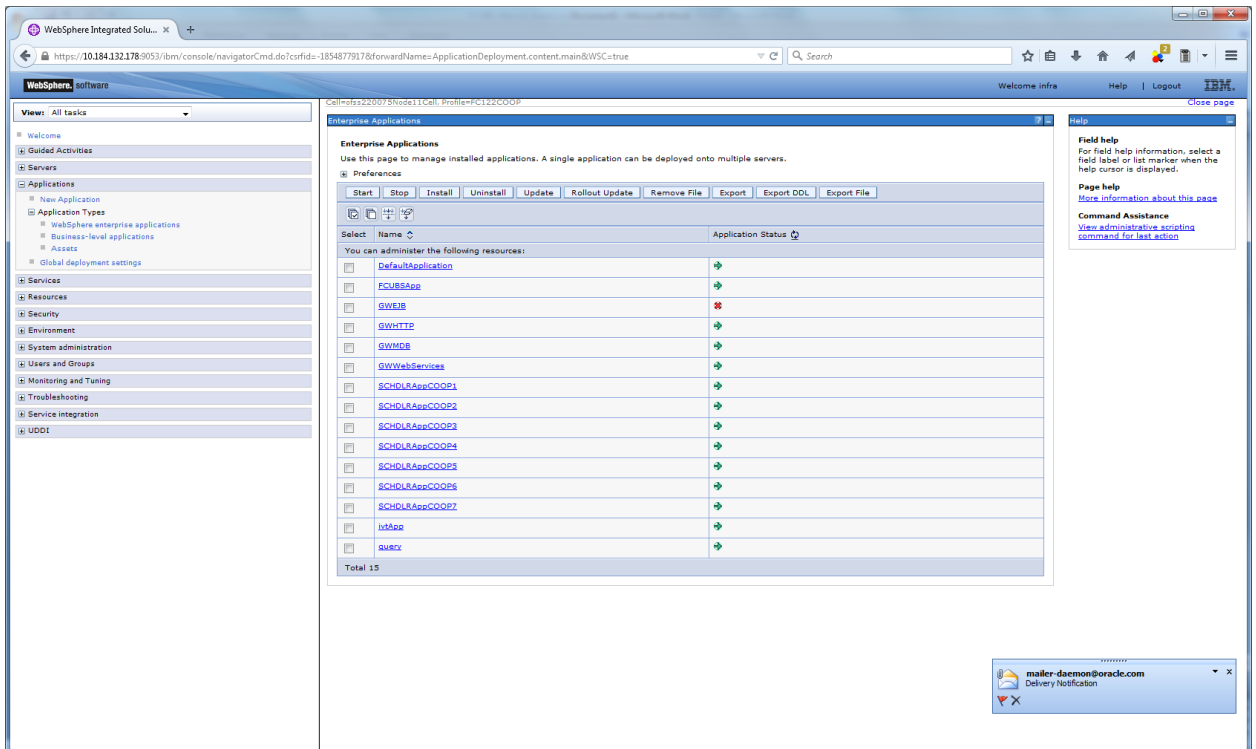 WebSphere Integrated Solu... × +
https://10.184.132.178:9053/ibm/console/navigatorCmd.do?csrfid=-1854877917&forwardName=ApplicationDeployment.content.main&WSC=true
Search
2
WebSphere. software
Welcome infra
Help | Logout
IBM.
View: All tasks
Welcome
Guided Activities
Servers
Applications
New Application
Application Types
WebSphere enterprise applications
Business-level applications
Assets
Global deployment settings
Services
Resources
Security
Environment
System administration
Users and Groups
Monitoring and Tuning
Troubleshooting
Service integration
UDDI
Cell=ofss220075Node11Cell, Profile=FC122COOP
Close page
Enterprise Applications
? –
Enterprise Applications
Use this page to manage installed applications. A single application can be deployed onto multiple servers.
Preferences
Start Stop Install Uninstall Update Rollout Update Remove File Export Export DDL Export File
Select Name Application Status
You can administer the following resources:
DefaultApplication
FCUBSApp
GWEJB
GWHTTP
GWMDB
GWWebServices
SCHDLRAppCOOP1
SCHDLRAppCOOP2
SCHDLRAppCOOP3
SCHDLRAppCOOP4
SCHDLRAppCOOP5
SCHDLRAppCOOP6
SCHDLRAppCOOP7
ivtApp
query
Total 15
Help
Field help
For field help information, select a
field label or list marker when the
help cursor is displayed.
Page help
More information about this page
Command Assistance
View administrative scripting
command for last action
mailer-daemon@oracle.com
Delivery Notification